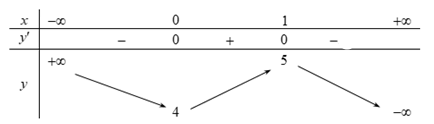 x −∞ 0 1 +∞
y′ − 0 + 0 −
+∞ 5
y
4 −∞